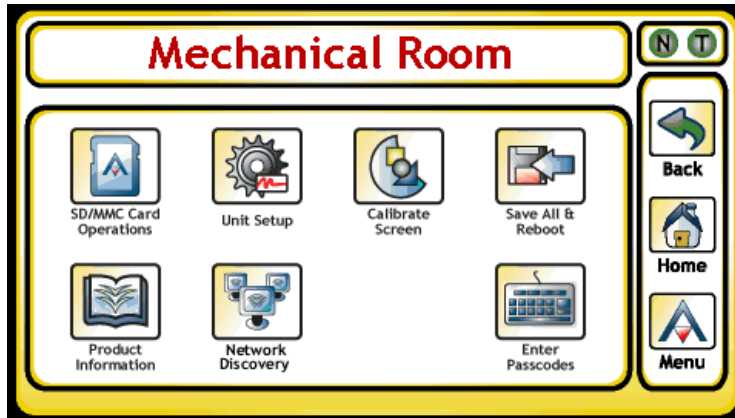 Mechanical Room
N T
SD/MMC Card
Operations
Unit Setup
Calibrate
Screen
Save All &
Reboot
Product
Information
Network
Discovery
Enter
Passcodes
Back
Home
Menu